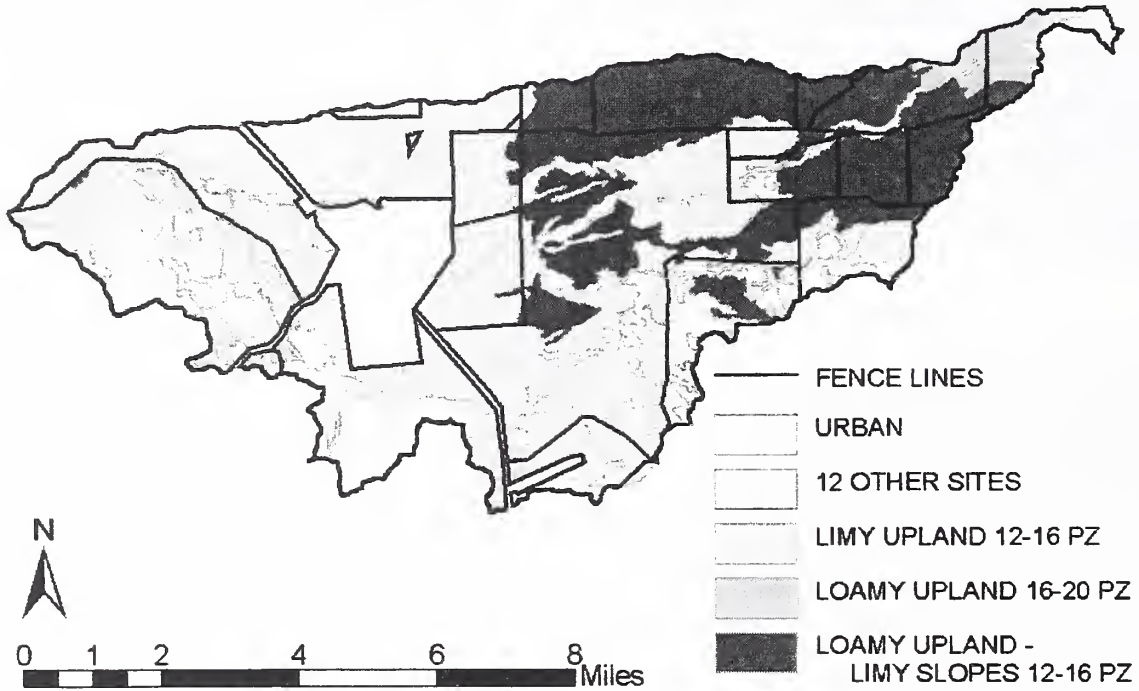 FENCE LINES
URBAN
12 OTHER SITES
LIMY UPLAND 12-16 PZ
LOAMY UPLAND 16-20 PZ
LOAMY UPLAND -
LIMY SLOPES 12-16 PZ
N
0 1 2 4 6 8 Miles